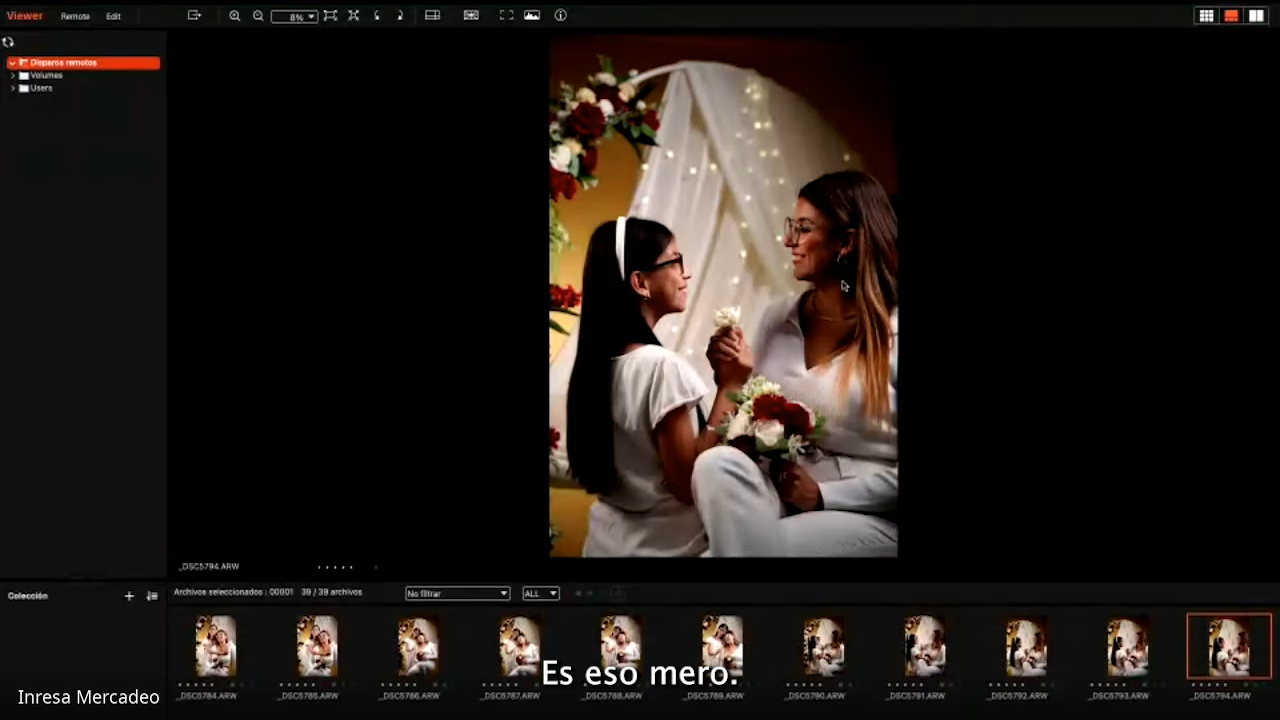 Viewer
Remote
Edit
8%
Disparos remotos
Volumes
Users
_DSC5794.ARW
Colección
Archivos seleccionados : 00001 39 / 39 archivos
No filtrar
ALL
Es eso mero.
Inresa Mercadeo
_DSC5784.ARW
_DSC5785.ARW
_DSC5786.ARW
_DSC5787.ARW
_DSC5788.ARW
_DSC5789.ARW
_DSC5790.ARW
_DSC5791.ARW
_DSC5792.ARW
_DSC5793.ARW
_DSC5794.ARW